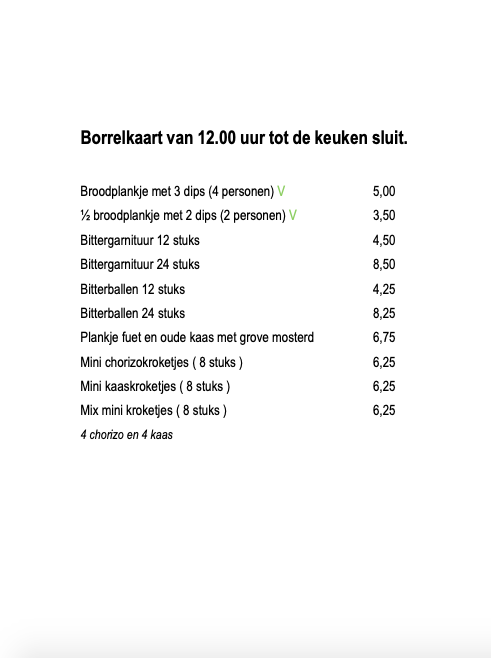 Borrelkaart van 12.00 uur tot de keuken sluit.
Broodplankje met 3 dips (4 personen) V 5,00
½ broodplankje met 2 dips (2 personen) V 3,50
Bittergarnituur 12 stuks 4,50
Bittergarnituur 24 stuks 8,50
Bitterballen 12 stuks 4,25
Bitterballen 24 stuks 8,25
Plankje fuet en oude kaas met grove mosterd 6,75
Mini chorizokroketjes ( 8 stuks ) 6,25
Mini kaaskroketjes ( 8 stuks ) 6,25
Mix mini kroketjes ( 8 stuks ) 6,25
4 chorizo en 4 kaas